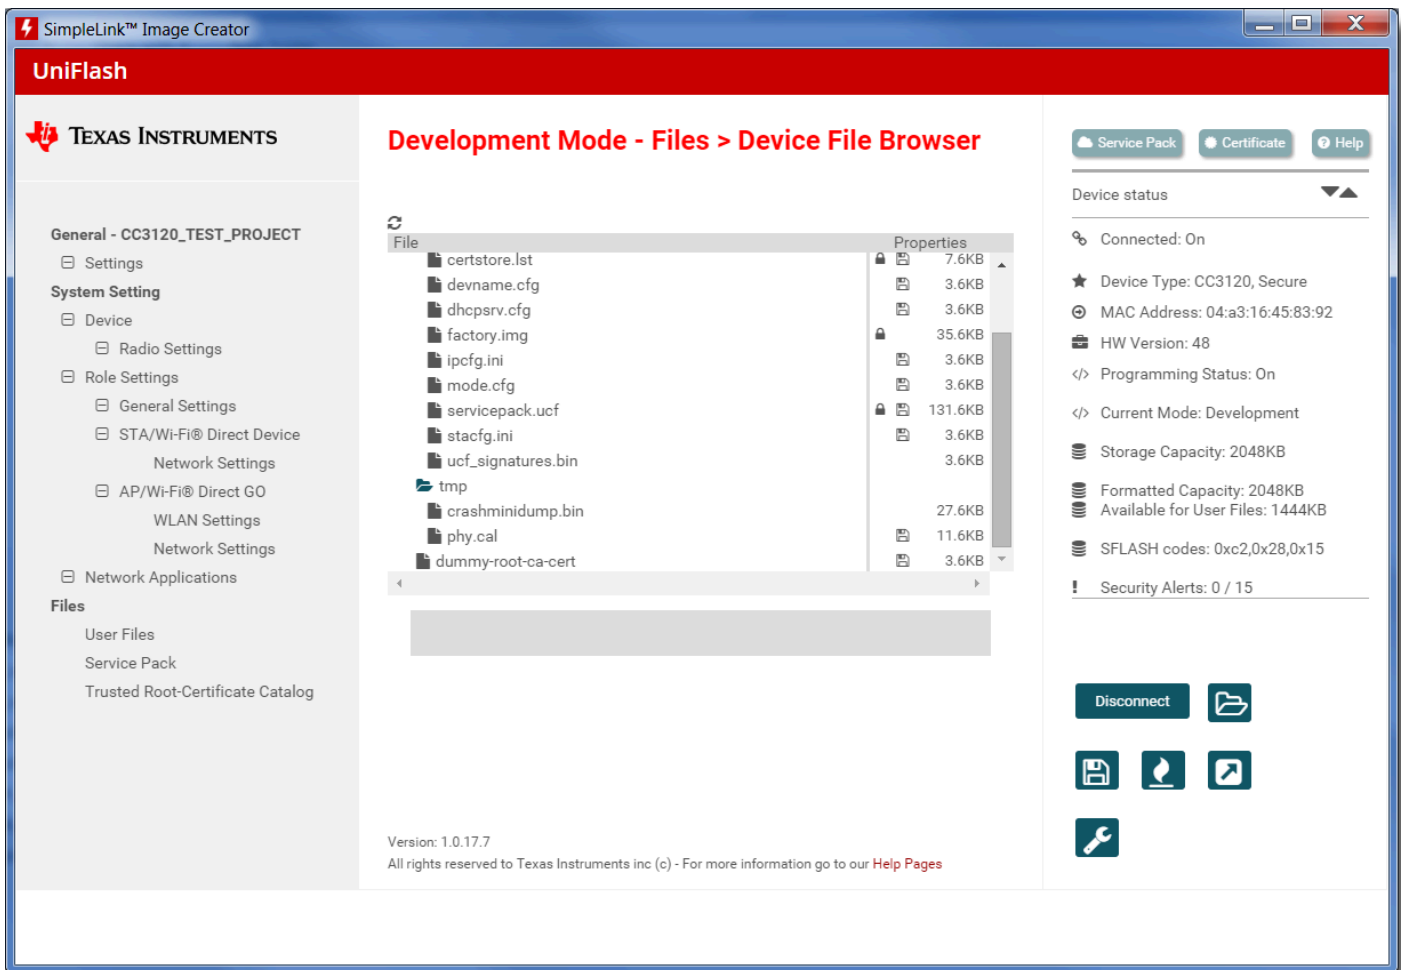 SimpleLink™ Image Creator
UniFlash
TEXAS INSTRUMENTS
General - CC3120_TEST_PROJECT
Settings
System Setting
Device
Radio Settings
Role Settings
General Settings
STA/Wi-Fi® Direct Device
Network Settings
AP/Wi-Fi® Direct GO
WLAN Settings
Network Settings
Network Applications
Files
User Files
Service Pack
Trusted Root-Certificate Catalog
Development Mode - Files > Device File Browser
File Properties
certstore.lst 7.6KB
devname.cfg 3.6KB
dhcpsrv.cfg 3.6KB
factory.img 35.6KB
ipcfg.ini 3.6KB
mode.cfg 3.6KB
servicepack.ucf 131.6KB
stacfg.ini 3.6KB
ucf_signatures.bin 3.6KB
tmp
crashminidump.bin 27.6KB
phy.cal 11.6KB
dummy-root-ca-cert 3.6KB
Version: 1.0.17.7
All rights reserved to Texas Instruments inc (c) - For more information go to our Help Pages
Service Pack Certificate Help
Device status
Connected: On
Device Type: CC3120, Secure
MAC Address: 04:a3:16:45:83:92
HW Version: 48
Programming Status: On
Current Mode: Development
Storage Capacity: 2048KB
Formatted Capacity: 2048KB
Available for User Files: 1444KB
SFLASH codes: 0xc2,0x28,0x15
Security Alerts: 0 / 15
Disconnect